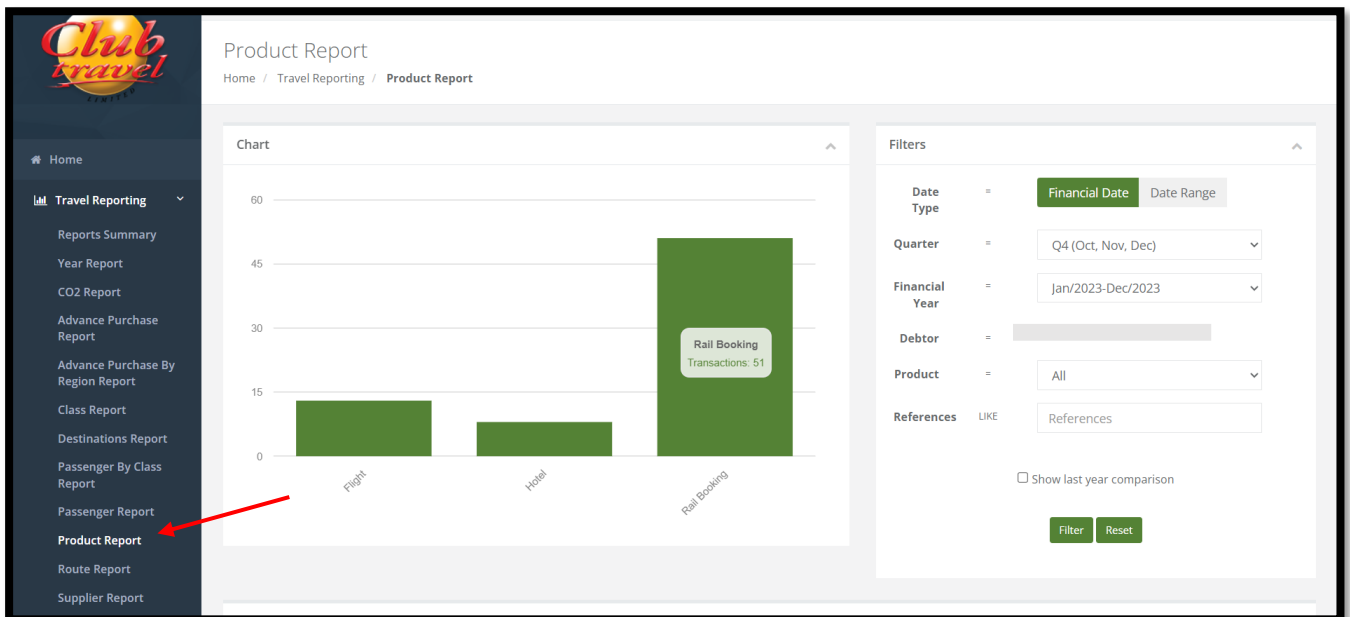 Club
travel
LIMITED
Home
Travel Reporting
Reports Summary
Year Report
CO2 Report
Advance Purchase
Report
Advance Purchase By
Region Report
Class Report
Destinations Report
Passenger By Class
Report
Passenger Report
Product Report
Route Report
Supplier Report
Product Report
Home / Travel Reporting / Product Report
Chart
60
45
30
15
0
Rail Booking
Transactions: 51
Flight
Hotel
Rail Booking
Filters
Date
Type
=
Financial Date
Date Range
Quarter = Q4 (Oct, Nov, Dec)
Financial
Year
=
Jan/2023-Dec/2023
Debtor =
Product = All
References LIKE References
Show last year comparison
Filter Reset